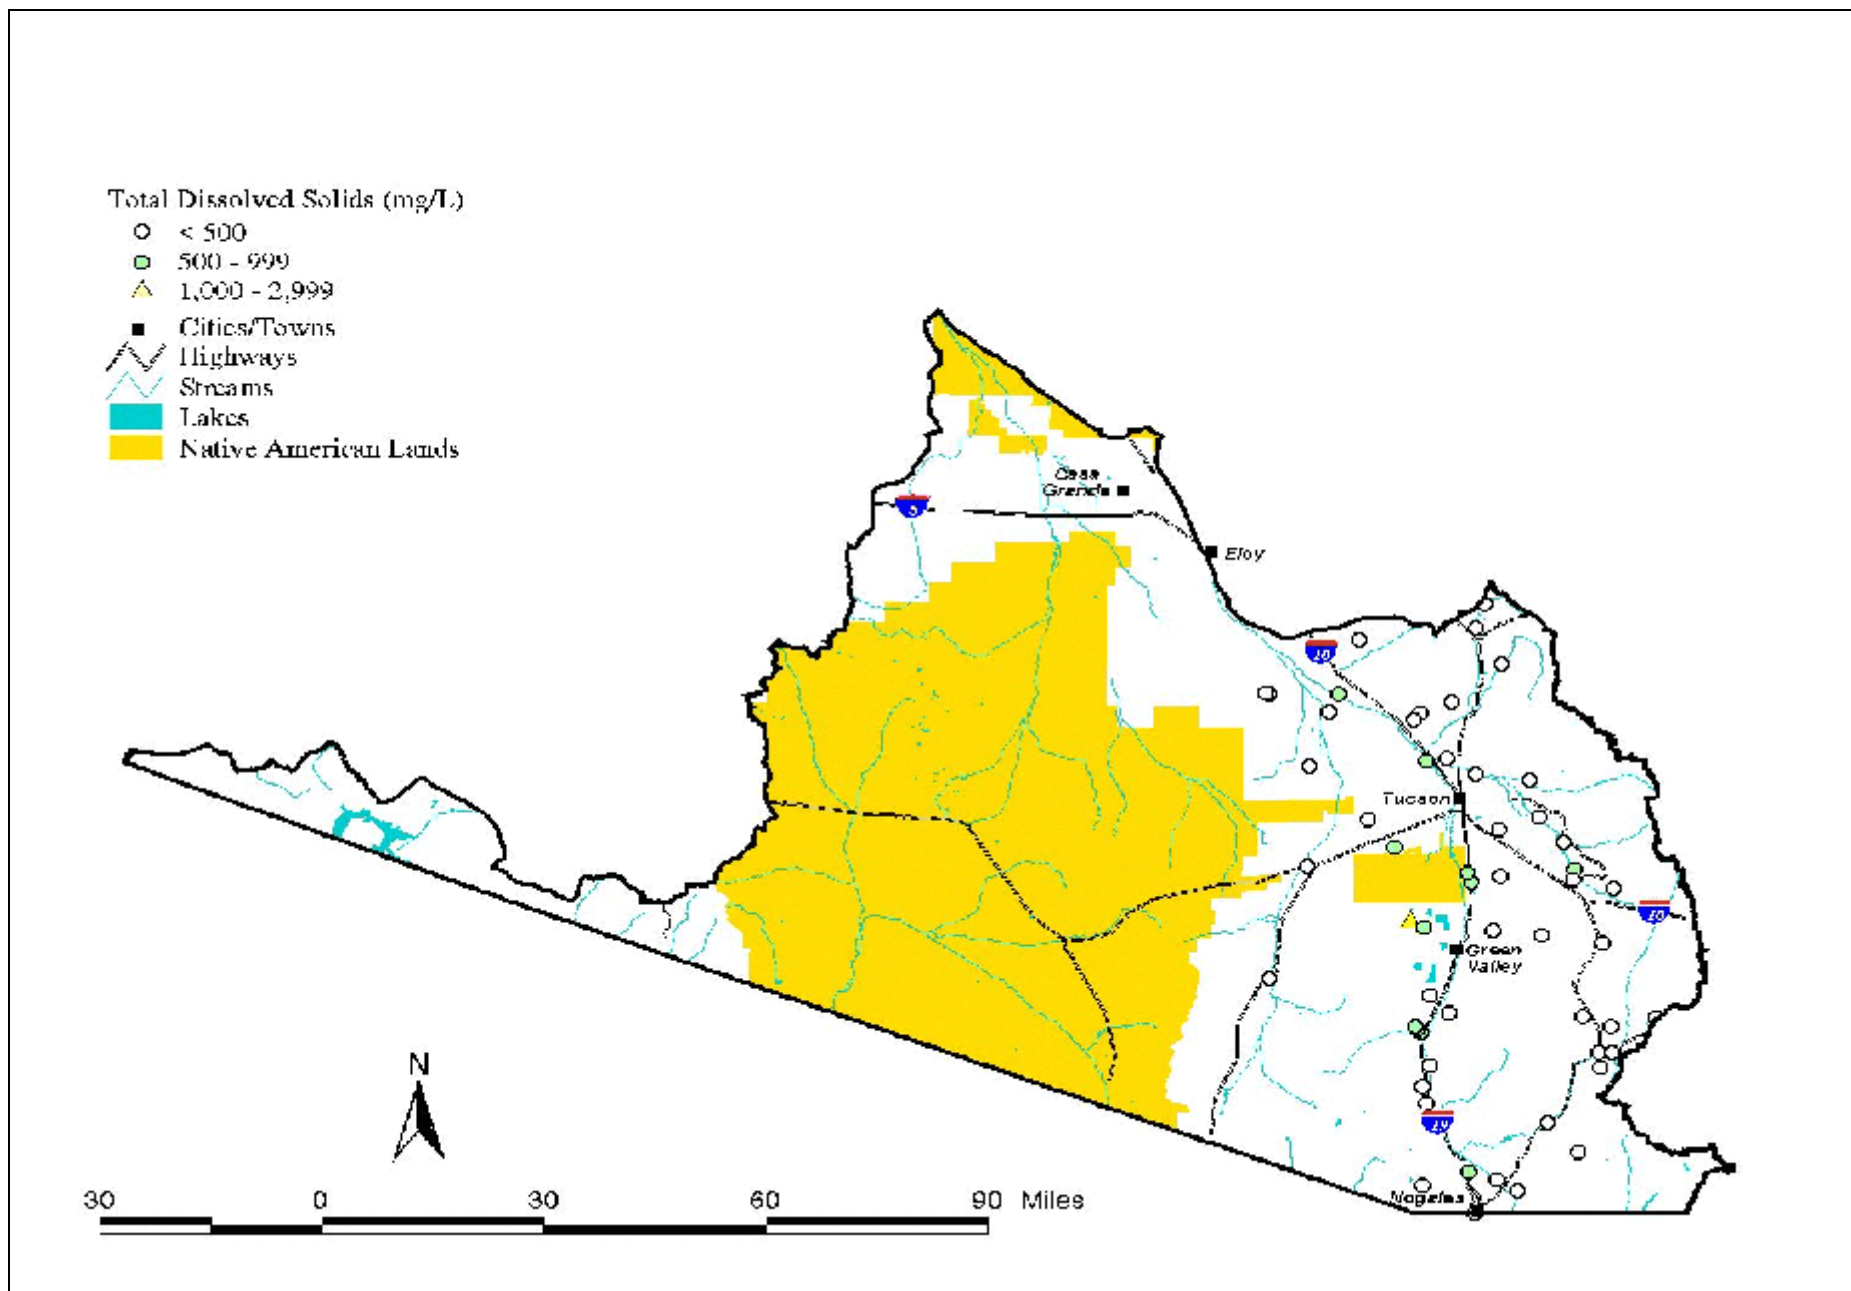 Total Dissolved Solids (mg/L)
< 500
500 - 999
1,000 - 2,999
Cities/Towns
Highways
Streams
Lakes
Native American Lands
Casa
Grande
8
Eloy
10
Tucson
10
Green
Valley
19
Nogales
N
30 0 30 60 90 Miles